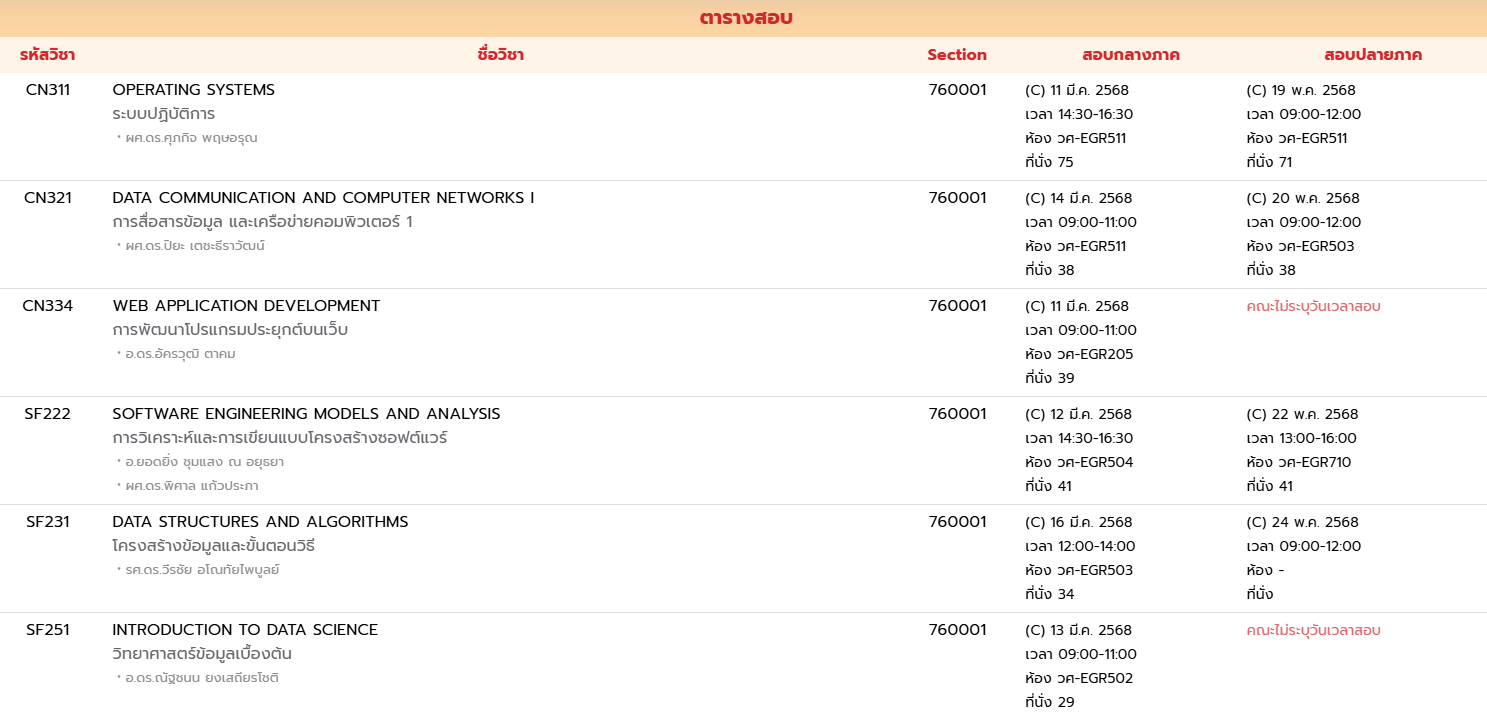 ตารางสอบ
รหัสวิชา ชื่อวิชา Section สอบกลางภาค สอบปลายภาค
CN311 OPERATING SYSTEMS 760001 (C) 11 มี.ค. 2568 (C) 19 พ.ค. 2568
ระบบปฏิบัติการ เวลา 14:30-16:30 เวลา 09:00-12:00
• ผศ.ดร.ศุภกิจ พฤษอรุณ ห้อง วศ-EGR511 ห้อง วศ-EGR511
ที่นั่ง 75 ที่นั่ง 71
CN321 DATA COMMUNICATION AND COMPUTER NETWORKS I 760001 (C) 14 มี.ค. 2568 (C) 20 พ.ค. 2568
การสื่อสารข้อมูล และเครือข่ายคอมพิวเตอร์ 1 เวลา 09:00-11:00 เวลา 09:00-12:00
• ผศ.ดร.ปิยะ เตชะธีราวัฒน์ ห้อง วศ-EGR511 ห้อง วศ-EGR503
ที่นั่ง 38 ที่นั่ง 38
CN334 WEB APPLICATION DEVELOPMENT 760001 (C) 11 มี.ค. 2568 คณะไม่ระบุวันเวลาสอบ
การพัฒนาโปรแกรมประยุกต์บนเว็บ เวลา 09:00-11:00
• อ.ดร.อัครวุฒิ ตาคม ห้อง วศ-EGR205
ที่นั่ง 39
SF222 SOFTWARE ENGINEERING MODELS AND ANALYSIS 760001 (C) 12 มี.ค. 2568 (C) 22 พ.ค. 2568
การวิเคราะห์และการเขียนแบบโครงสร้างซอฟต์แวร์ เวลา 14:30-16:30 เวลา 13:00-16:00
• อ.ยอดยิ่ง ชุมแสง ณ อยุธยา ห้อง วศ-EGR504 ห้อง วศ-EGR710
• ผศ.ดร.พิศาล แก้วประภา ที่นั่ง 41 ที่นั่ง 41
SF231 DATA STRUCTURES AND ALGORITHMS 760001 (C) 16 มี.ค. 2568 (C) 24 พ.ค. 2568
โครงสร้างข้อมูลและขั้นตอนวิธี เวลา 12:00-14:00 เวลา 09:00-12:00
• รศ.ดร.วีรชัย อโณทัยไพบูลย์ ห้อง วศ-EGR503 ห้อง -
ที่นั่ง 34 ที่นั่ง
SF251 INTRODUCTION TO DATA SCIENCE 760001 (C) 13 มี.ค. 2568 คณะไม่ระบุวันเวลาสอบ
วิทยาศาสตร์ข้อมูลเบื้องต้น เวลา 09:00-11:00
• อ.ดร.ณัฐชนน ยงเสถียรโชติ ห้อง วศ-EGR502
ที่นั่ง 29